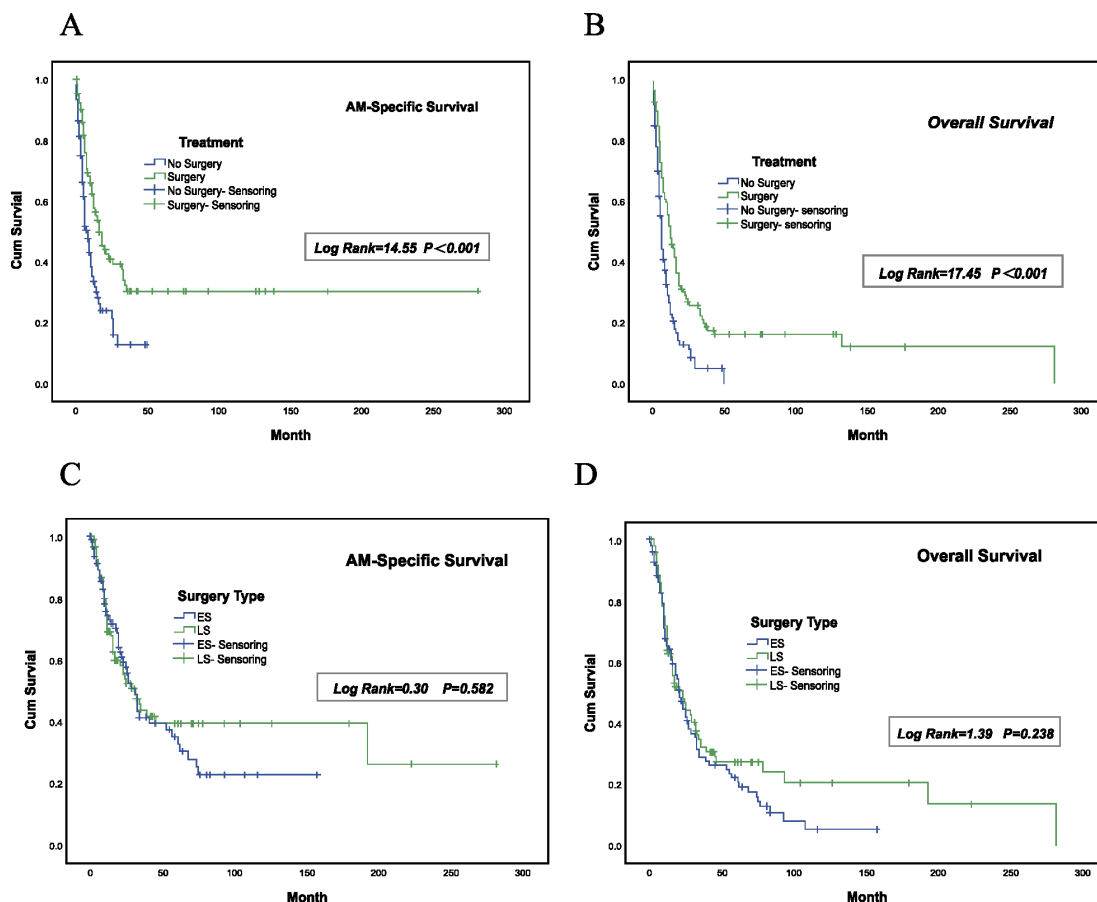 A
AM-Specific Survival
Treatment
No Surgery
Surgery
No Surgery- Sensoring
Surgery- Sensoring
Log Rank=14.55 P<0.001
Cum Survial
1.0
0.8
0.6
0.4
0.2
0.0
0 50 100 150 200 250 300
Month
B
Overall Survival
Treatment
No Surgery
Surgery
No Surgery- sensoring
Surgery- sensoring
Log Rank=17.45 P<0.001
Cum Survial
1.0
0.8
0.6
0.4
0.2
0.0
0 50 100 150 200 250 300
Month
C
AM-Specific Survival
Surgery Type
ES
LS
ES- Sensoring
LS- Sensoring
Log Rank=0.30 P=0.582
Cum Survial
1.0
0.8
0.6
0.4
0.2
0.0
0 50 100 150 200 250 300
Month
D
Overall Survival
Surgery Type
ES
LS
ES- Sensoring
LS- Sensoring
Log Rank=1.39 P=0.238
Cum Survial
1.0
0.8
0.6
0.4
0.2
0.0
0 50 100 150 200 250 300
Month